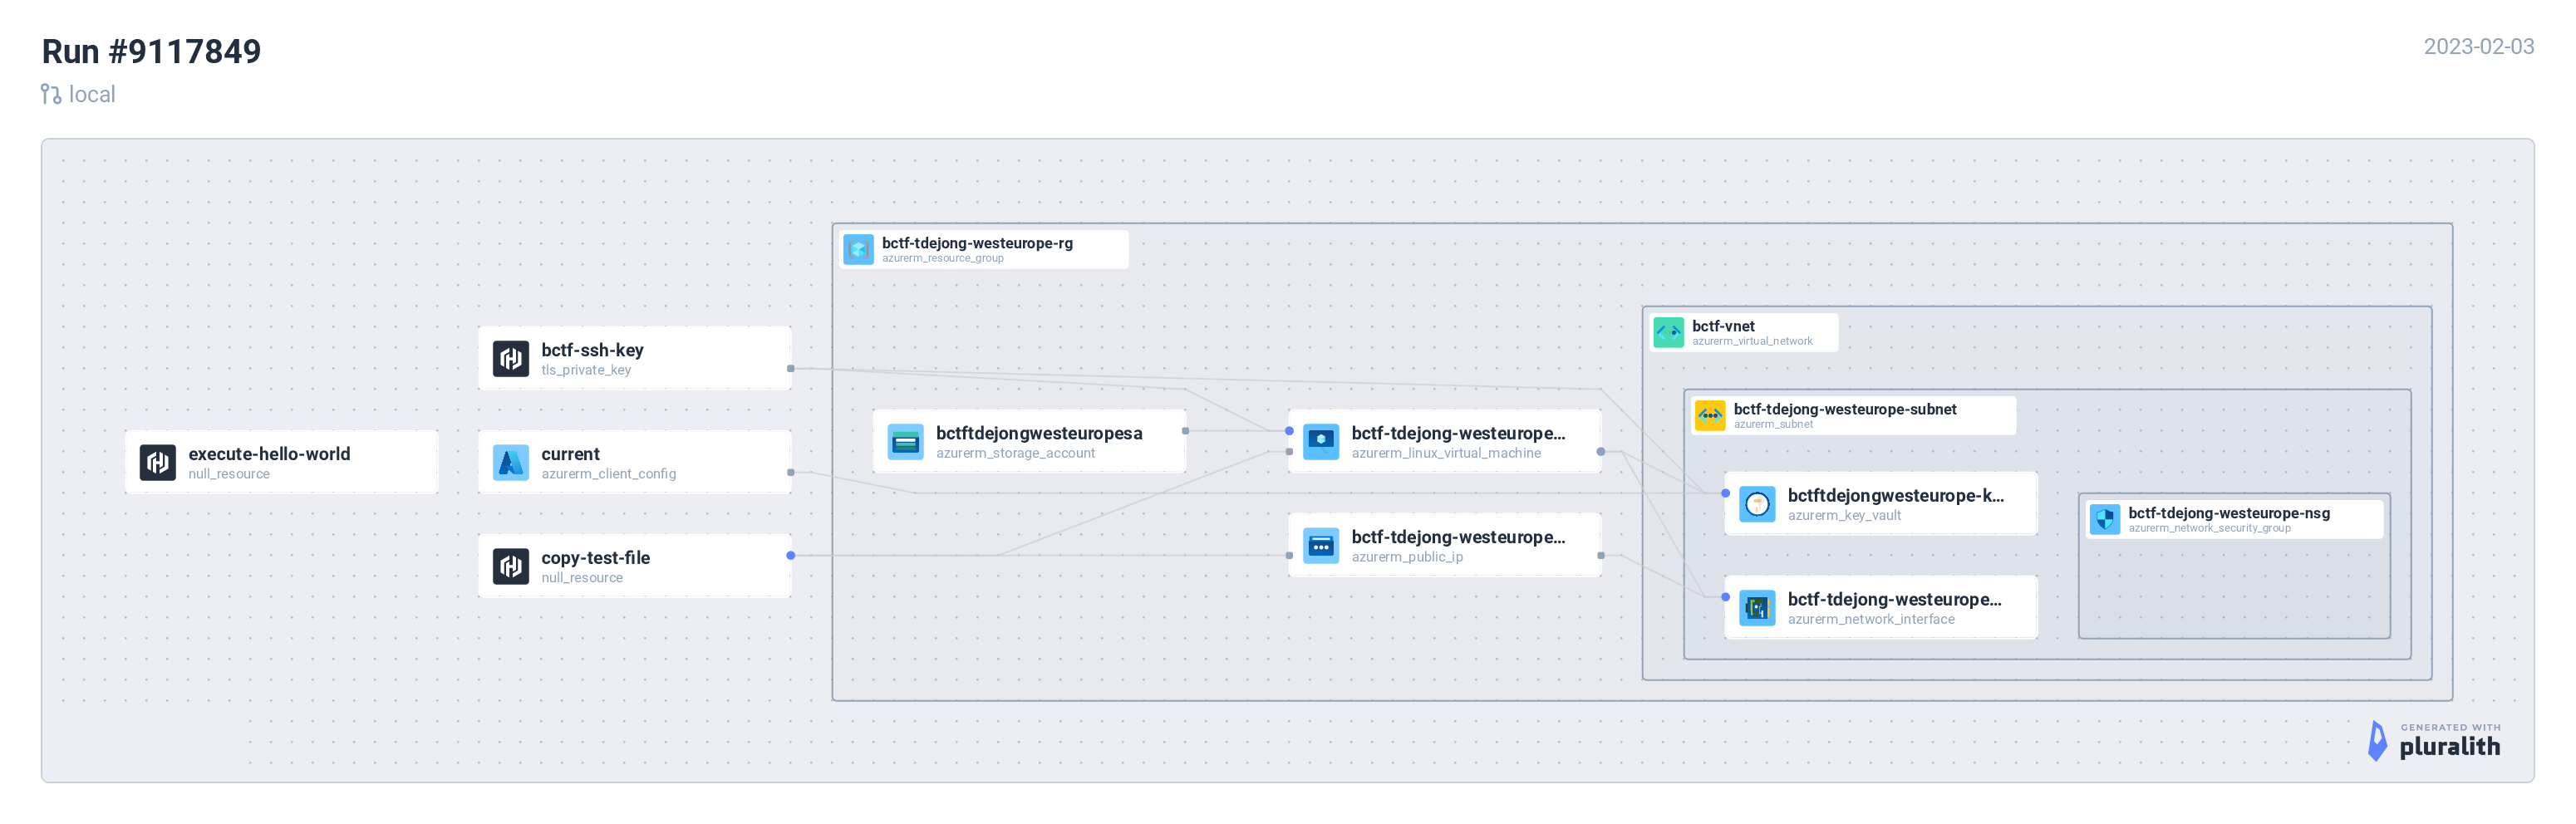 Run #9117849
2023-02-03
local
bctf-tdejong-westeurope-rg
azurerm_resource_group
bctf-vnet
azurerm_virtual_network
bctf-ssh-key
tls_private_key
bctf-tdejong-westeurope-subnet
azurerm_subnet
execute-hello-world
null_resource
current
azurerm_client_config
bctftdejongwesteuropesa
azurerm_storage_account
bctf-tdejong-westeurope...
azurerm_linux_virtual_machine
bctftdejongwesteurope-k...
azurerm_key_vault
bctf-tdejong-westeurope-nsg
azurerm_network_security_group
copy-test-file
null_resource
bctf-tdejong-westeurope...
azurerm_public_ip
bctf-tdejong-westeurope...
azurerm_network_interface
GENERATED WITH
pluralith